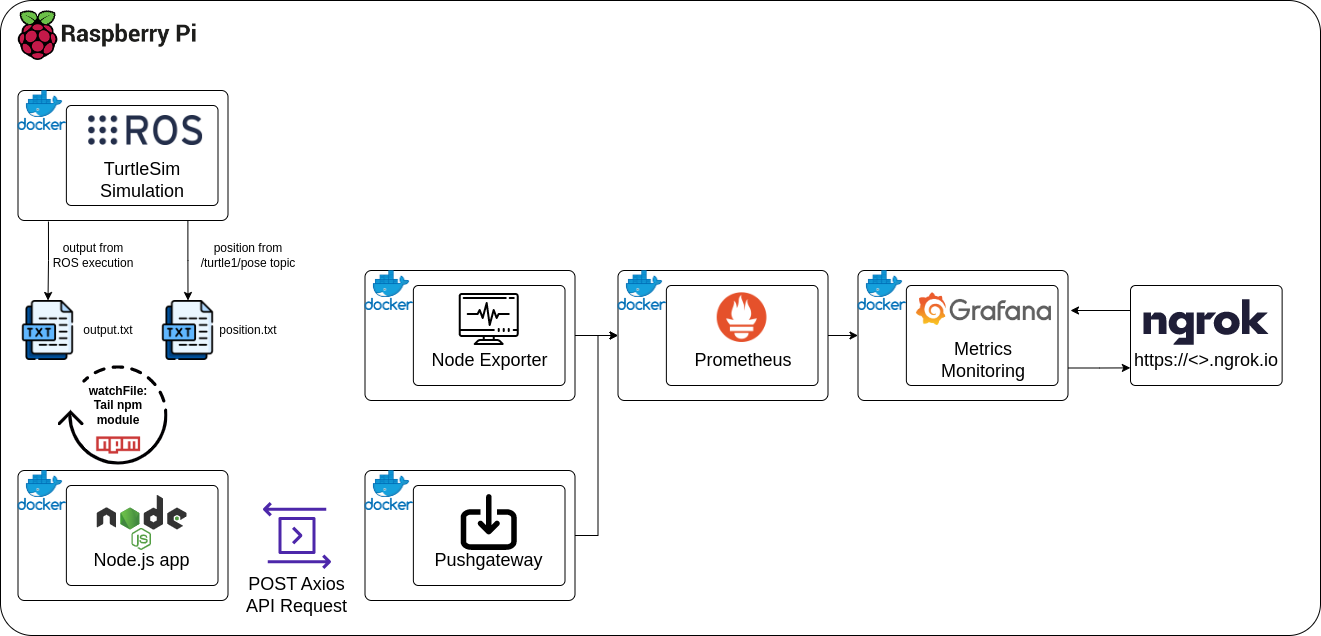 Raspberry Pi
docker
ROS
TurtleSim
Simulation
output from
ROS execution
position from
/turtle1/pose topic
TXT
output.txt
TXT
position.txt
watchFile:
Tail npm
module
npm
docker
node
JS
Node.js app
POST Axios
API Request
docker
Node Exporter
docker
Pushgateway
docker
Prometheus
docker
Grafana
Metrics
Monitoring
ngrok
https://<>.ngrok.io